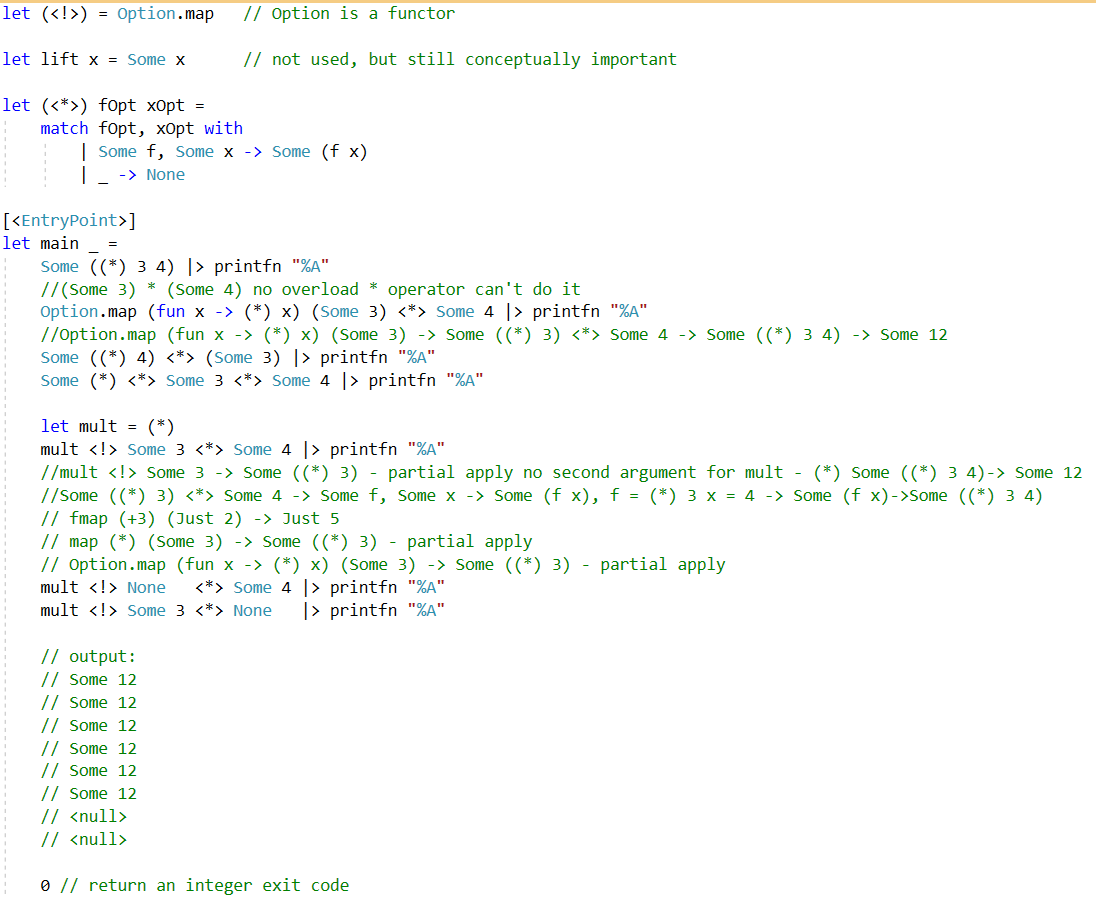 let (<!>) = Option.map   // Option is a functor
let lift x = Some x      // not used, but still conceptually important
let (<*>) fOpt xOpt =
    match fOpt, xOpt with
        | Some f, Some x -> Some (f x)
        | _ -> None
[<EntryPoint>]
let main _ =
    Some ((*) 3 4) |> printfn "%A"
    //(Some 3) * (Some 4) no overload * operator can't do it
    Option.map (fun x -> (*) x) (Some 3) <*> Some 4 |> printfn "%A"
    //Option.map (fun x -> (*) x) (Some 3) -> Some ((*) 3) <*> Some 4 -> Some ((*) 3 4) -> Some 12
    Some ((*) 4) <*> (Some 3) |> printfn "%A"
    Some (*) <*> Some 3 <*> Some 4 |> printfn "%A"
    let mult = (*)
    mult <!> Some 3 <*> Some 4 |> printfn "%A"
    //mult <!> Some 3 -> Some ((*) 3) - partial apply no second argument for mult - (*) Some ((*) 3 4)-> Some 12
    //Some ((*) 3) <*> Some 4 -> Some f, Some x -> Some (f x), f = (*) 3 x = 4 -> Some (f x)->Some ((*) 3 4)
    // fmap (+3) (Just 2) -> Just 5
    // map (*) (Some 3) -> Some ((*) 3) - partial apply
    // Option.map (fun x -> (*) x) (Some 3) -> Some ((*) 3) - partial apply
    mult <!> None   <*> Some 4 |> printfn "%A"
    mult <!> Some 3 <*> None   |> printfn "%A"
    // output:
    // Some 12
    // Some 12
    // Some 12
    // Some 12
    // Some 12
    // Some 12
    // <null>
    // <null>
    0 // return an integer exit code